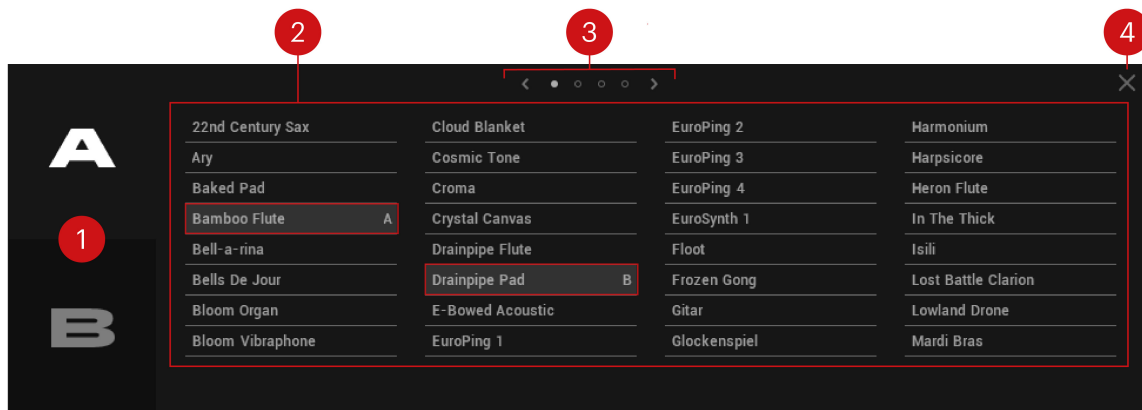 2
3
4
A
1
B
22nd Century Sax
Ary
Baked Pad
Bamboo Flute A
Bell-a-rina
Bells De Jour
Bloom Organ
Bloom Vibraphone
Cloud Blanket
Cosmic Tone
Croma
Crystal Canvas
Drainpipe Flute
Drainpipe Pad B
E-Bowed Acoustic
EuroPing 1
EuroPing 2
EuroPing 3
EuroPing 4
EuroSynth 1
Floot
Frozen Gong
Gitar
Glockenspiel
Harmonium
Harpsicore
Heron Flute
In The Thick
Isili
Lost Battle Clarion
Lowland Drone
Mardi Bras